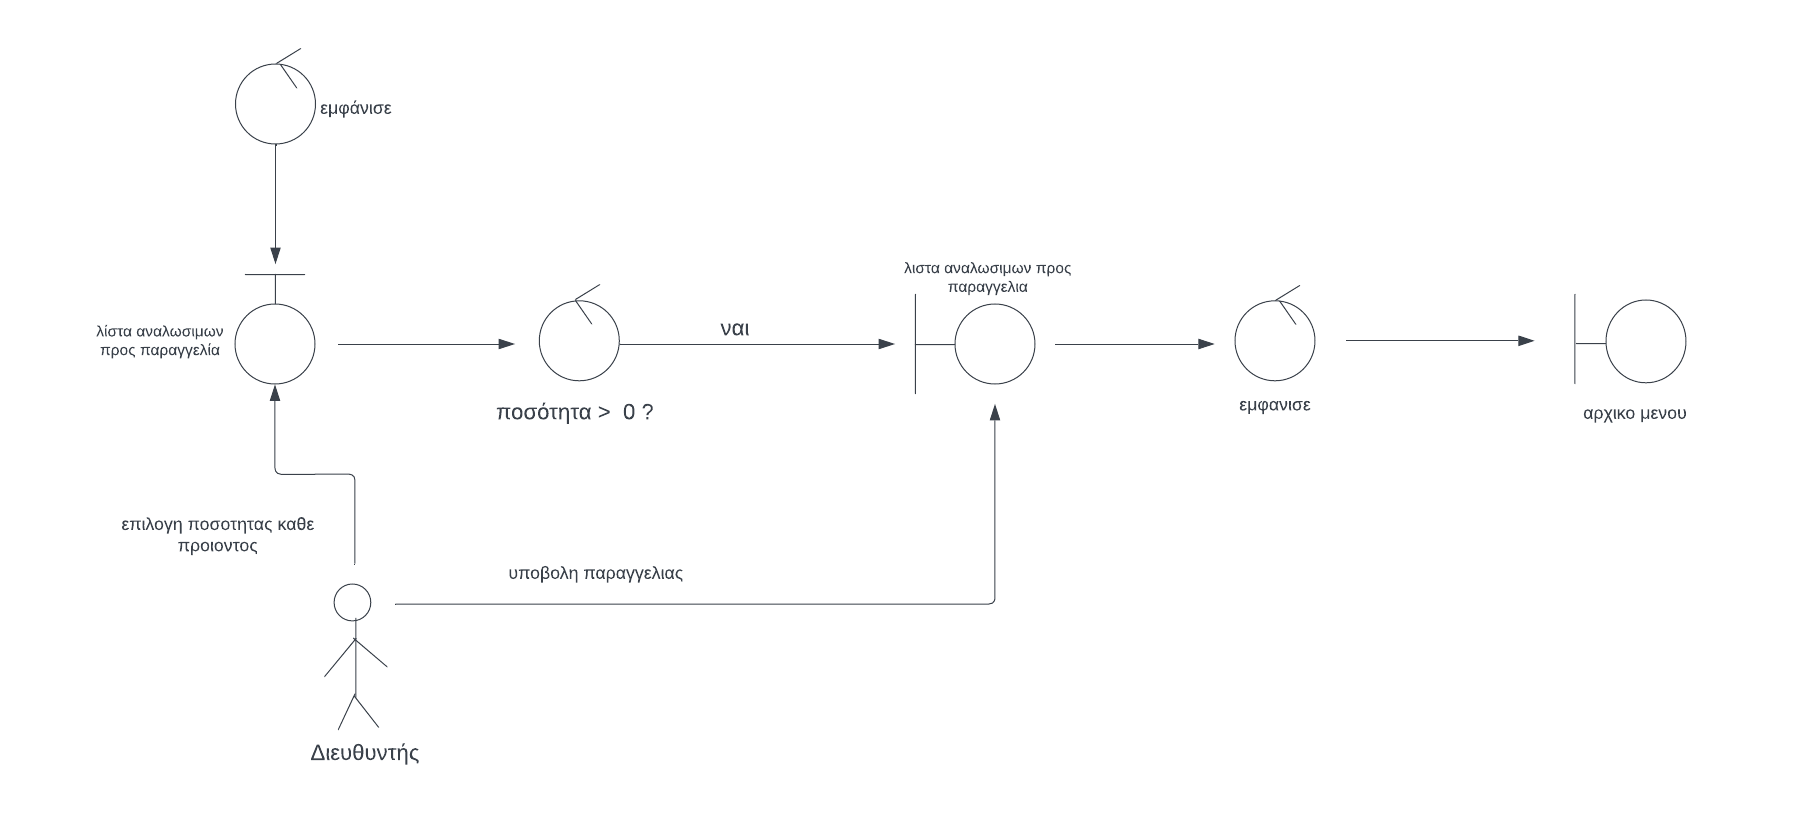 εμφάνισε
λιστα αναλωσιμων προς
παραγγελια
λίστα αναλωσιμων
προς παραγγελία
ναι
ποσότητα > 0 ?
εμφανισε
αρχικο μενου
επιλογη ποσοτητας καθε
προιοντος
υποβολη παραγγελιας
Διευθυντής